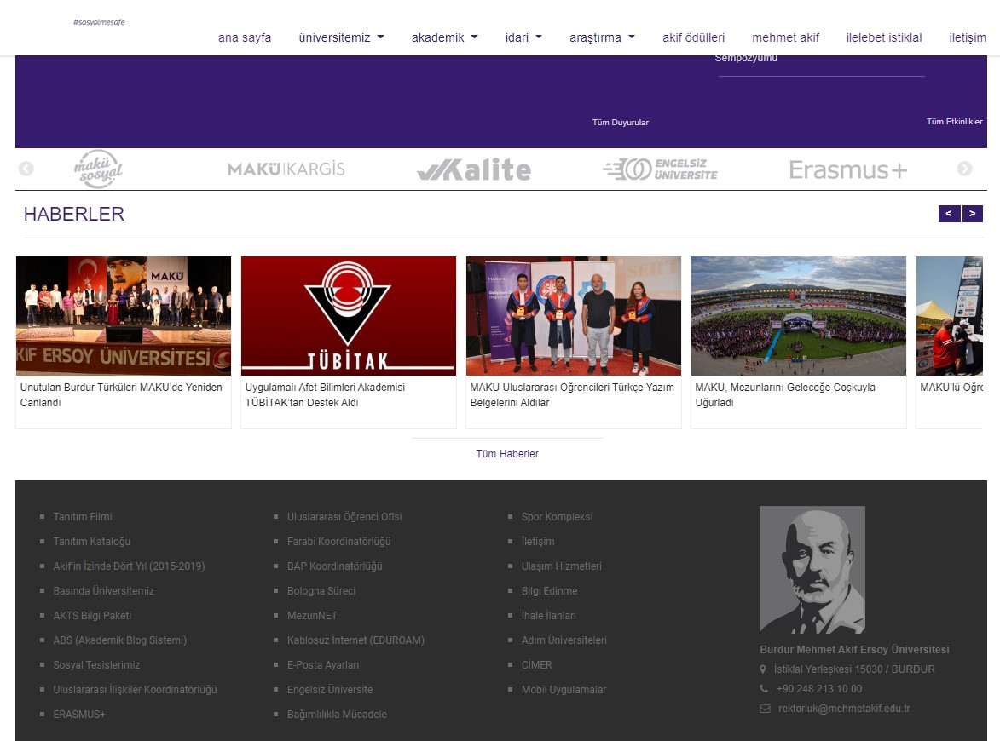 #sosyalmesafe
ana sayfa üniversitemiz akademik idari araştırma akif ödülleri mehmet akif ilelebet istiklal iletişim
Sempozyumu
Tüm Duyurular Tüm Etkinlikler
makü
sosyal
MAKÜ|KARGİS
Kalite
ENGELSİZ
ÜNİVERSİTE
Erasmus+
HABERLER
< >
MAKÜ
KİF ERSOY ÜNİVERSİTESİ
TÜBİTAK
Unutulan Burdur Türküleri MAKÜ’de Yeniden
Canlandı
Uygulamalı Afet Bilimleri Akademisi
TÜBİTAK’tan Destek Aldı
MAKÜ Uluslararası Öğrencileri Türkçe Yazım
Belgelerini Aldılar
MAKÜ, Mezunlarını Geleceğe Coşkuyla
Uğurladı
MAKÜ’lü Öğre
Tüm Haberler
Tanıtım Filmi
Tanıtım Kataloğu
Akif'in İzinde Dört Yıl (2015-2019)
Basında Üniversitemiz
AKTS Bilgi Paketi
ABS (Akademik Blog Sistemi)
Sosyal Tesislerimiz
Uluslararası İlişkiler Koordinatörlüğü
ERASMUS+
Uluslararası Öğrenci Ofisi
Farabi Koordinatörlüğü
BAP Koordinatörlüğü
Bologna Süreci
MezunNET
Kablosuz İnternet (EDUROAM)
E-Posta Ayarları
Engelsiz Üniversite
Bağımlılıkla Mücadele
Spor Kompleksi
İletişim
Ulaşım Hizmetleri
Bilgi Edinme
İhale İlanları
Adım Üniversiteleri
CİMER
Mobil Uygulamalar
Burdur Mehmet Akif Ersoy Üniversitesi
İstiklal Yerleşkesi 15030 / BURDUR
+90 248 213 10 00
rektorluk@mehmetakif.edu.tr